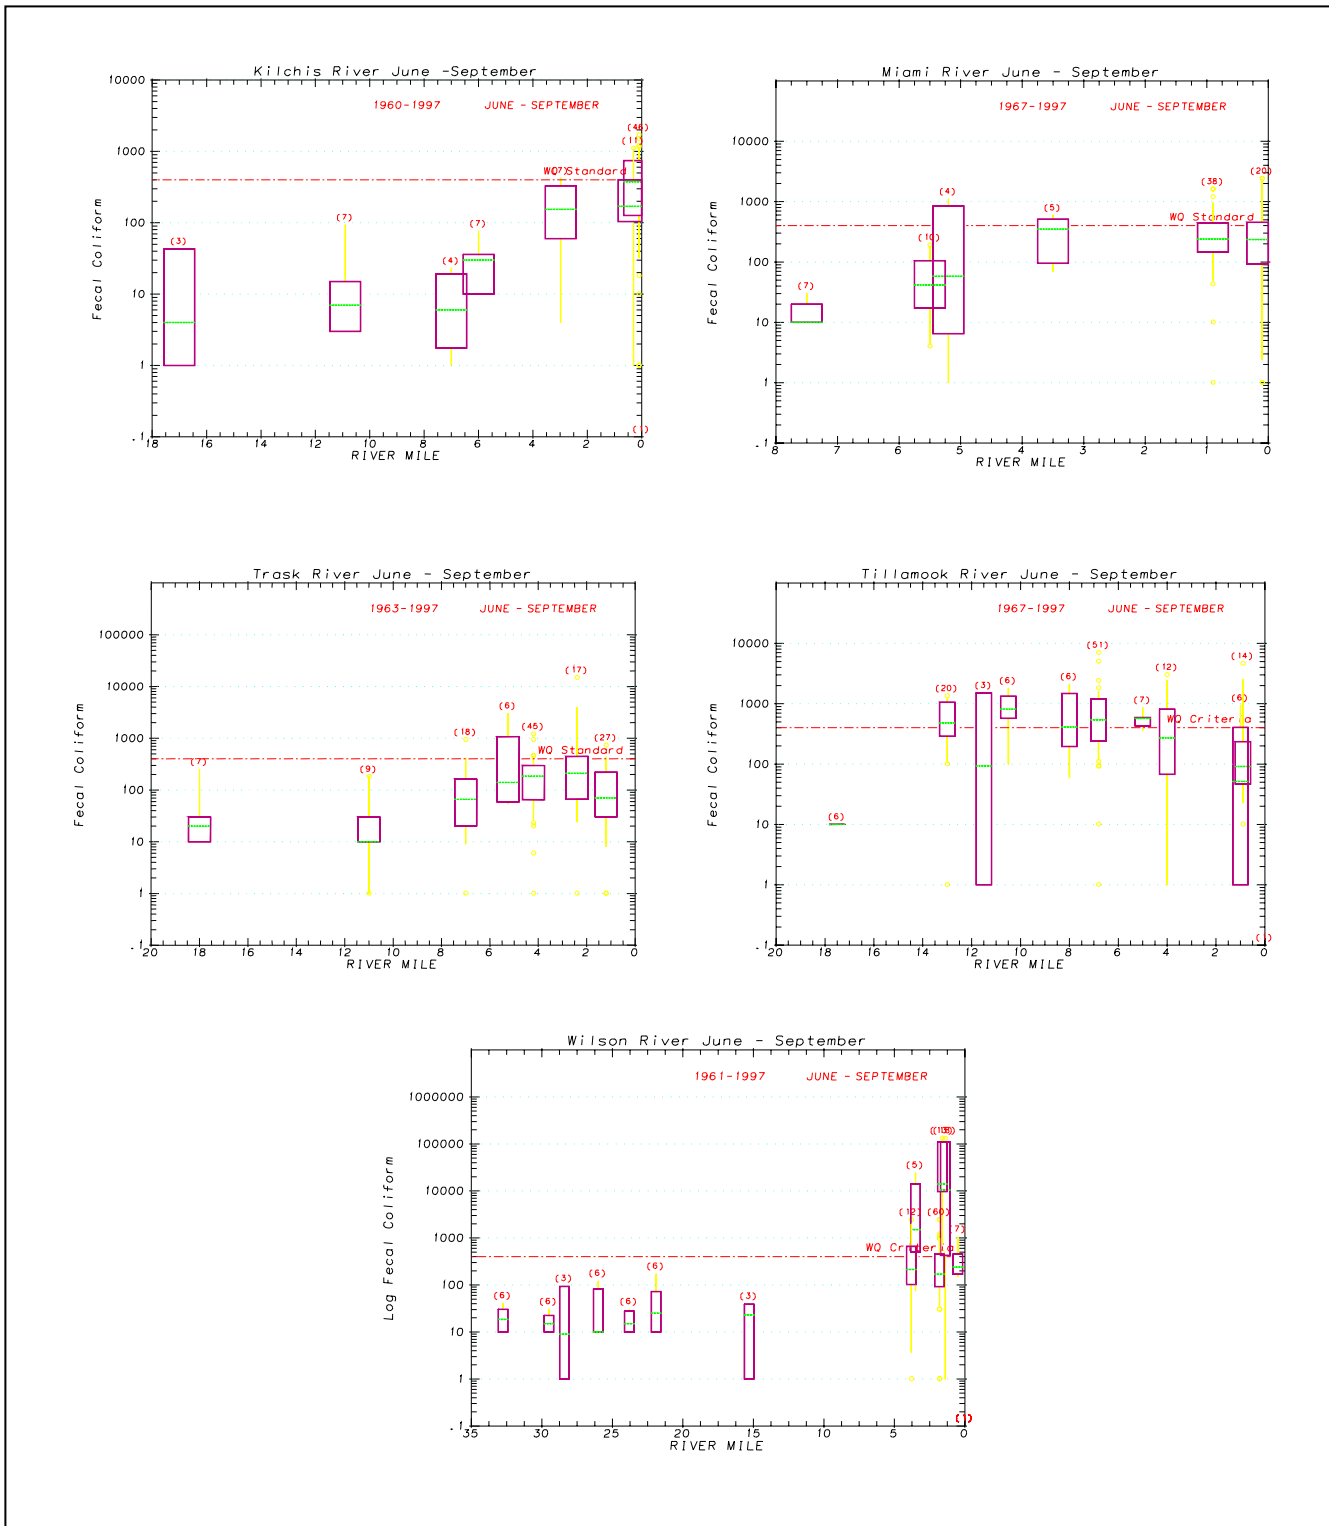 Kilchis River June -September
1960-1997 JUNE - SEPTEMBER
10000
1000
100
10
1
-1
Fecal Coliform
WQ Standard
(3)
(7)
(4)
(7)
(7)
(11)
(46)
(1)
18 16 14 12 10 8 6 4 2 0
RIVER MILE
Miami River June - September
1967-1997 JUNE - SEPTEMBER
10000
1000
100
10
1
-1
Fecal Coliform
WQ Standard
(7)
(10)
(4)
(5)
(38)
(20)
8 7 6 5 4 3 2 1 0
RIVER MILE
Trask River June - September
1963-1997 JUNE - SEPTEMBER
100000
10000
1000
100
10
1
-1
Fecal Coliform
WQ Standard
(7)
(9)
(18)
(6)
(45)
(17)
(27)
20 18 16 14 12 10 8 6 4 2 0
RIVER MILE
Tillamook River June - September
1967-1997 JUNE - SEPTEMBER
10000
1000
100
10
1
-1
Fecal Coliform
WQ Criteria
(6)
(20)
(3)
(6)
(6)
(51)
(7)
(12)
(14)
(6)
(1)
20 18 16 14 12 10 8 6 4 2 0
RIVER MILE
Wilson River June - September
1961-1997 JUNE - SEPTEMBER
1000000
100000
10000
1000
100
10
1
-1
Log Fecal Coliform
WQ Criteria
(6)
(6)
(3)
(6)
(6)
(6)
(3)
(12)
(5)
(60)
7)
(1)
35 30 25 20 15 10 5 0
RIVER MILE